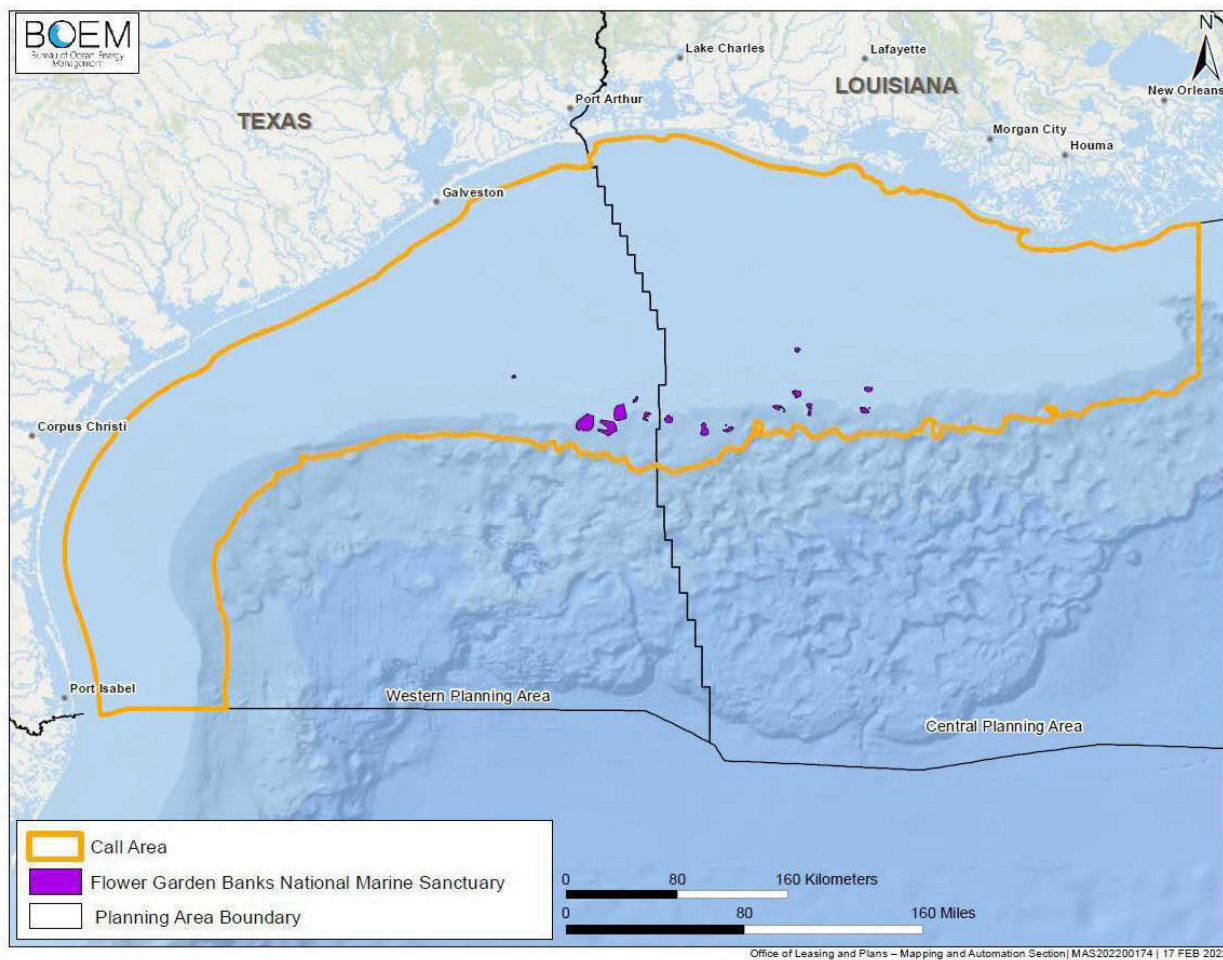 BOEM
Bureau of Ocean Energy
Management
N
Lake Charles
Lafayette
LOUISIANA
New Orleans
Port Arthur
TEXAS
Morgan City
Houma
Galveston
Corpus Christi
Port Isabel
Western Planning Area
Central Planning Area
Call Area
Flower Garden Banks National Marine Sanctuary
Planning Area Boundary
0 80 160 Kilometers
0 80 160 Miles
Office of Leasing and Plans – Mapping and Automation Section| MAS202200174 | 17 FEB 202